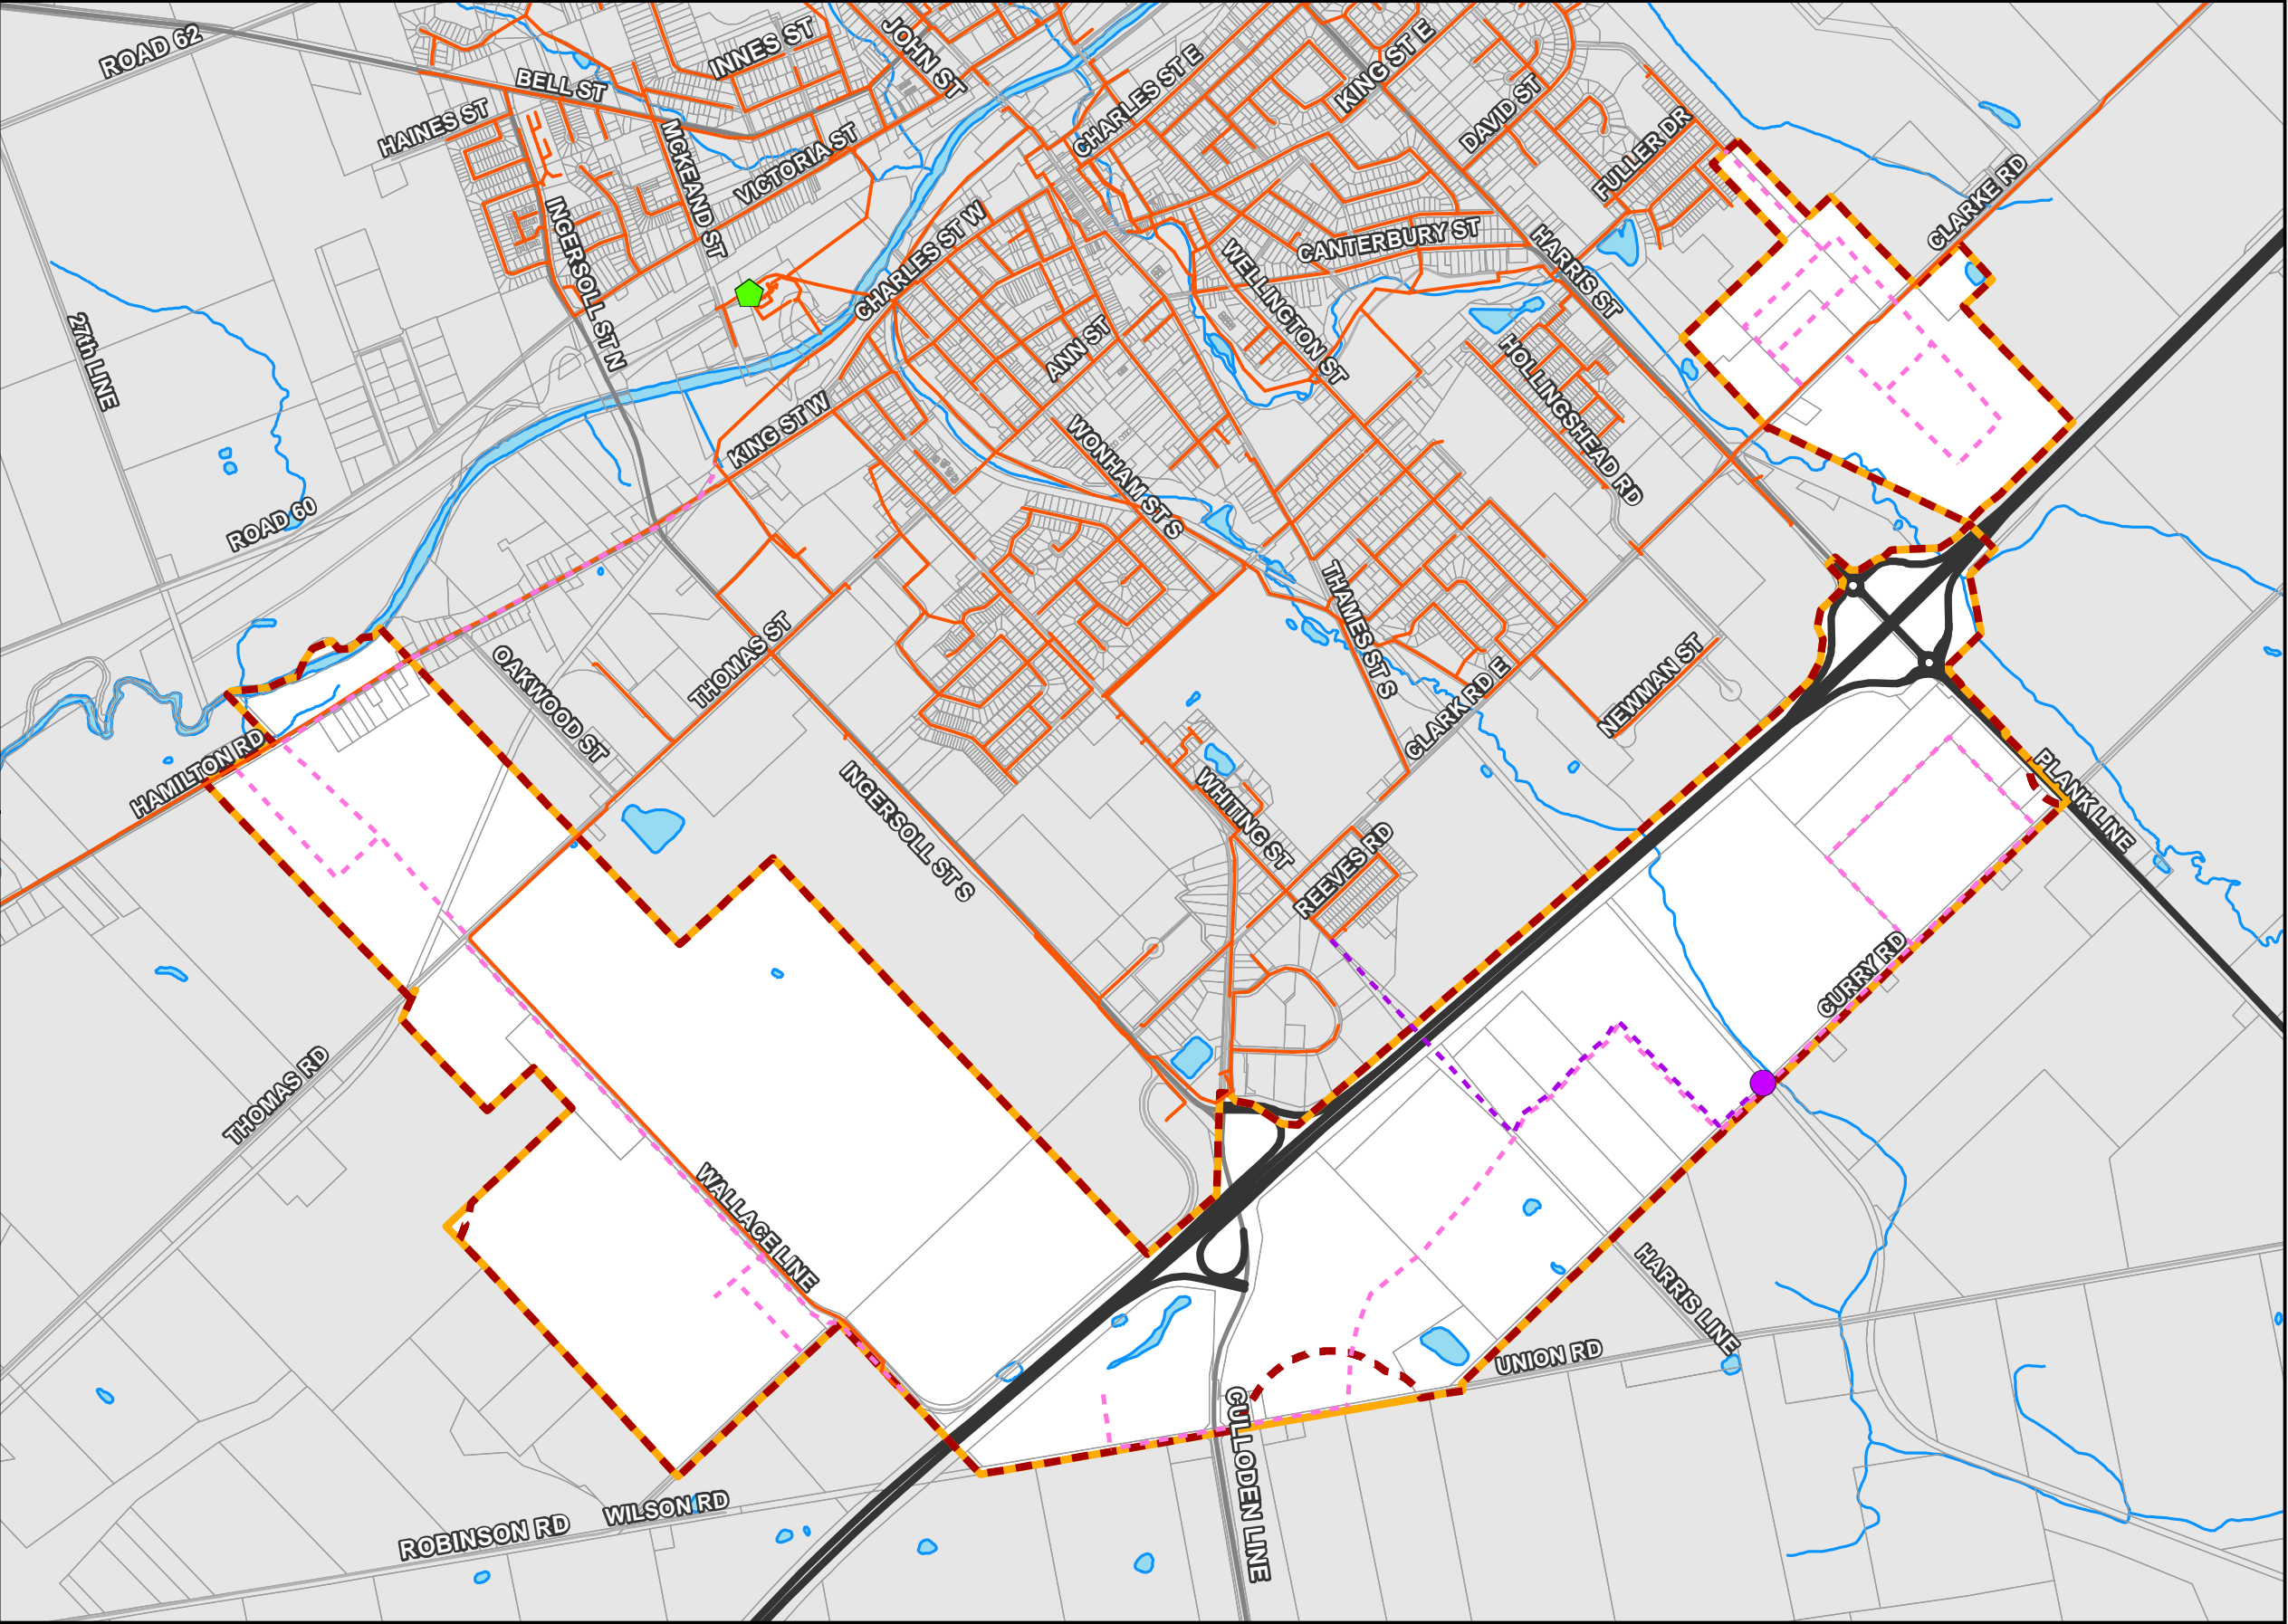 ROAD 62
BELL ST
INNES ST
JOHN ST
CHARLES ST E
KING ST E
DAVID ST
FULLER DR
HAINES ST
MCKEAND ST
VICTORIA ST
CLARKE RD
INGERSOLL ST N
CHARLES ST W
WELLINGTON ST
CANTERBURY ST
HARRIS ST
27th LINE
ANN ST
HOLLINGSHEAD RD
KING ST W
WONHAM ST S
ROAD 60
THAMES ST S
OAKWOOD ST
THOMAS ST
CLARK RD E
NEWMAN ST
HAMILTON RD
INGERSOLL ST S
WHITING ST
REEVES RD
PLANK LINE
CURRY RD
THOMAS RD
WALLACE LINE
HARRIS LINE
UNION RD
CULLODEN LINE
ROBINSON RD
WILSON RD